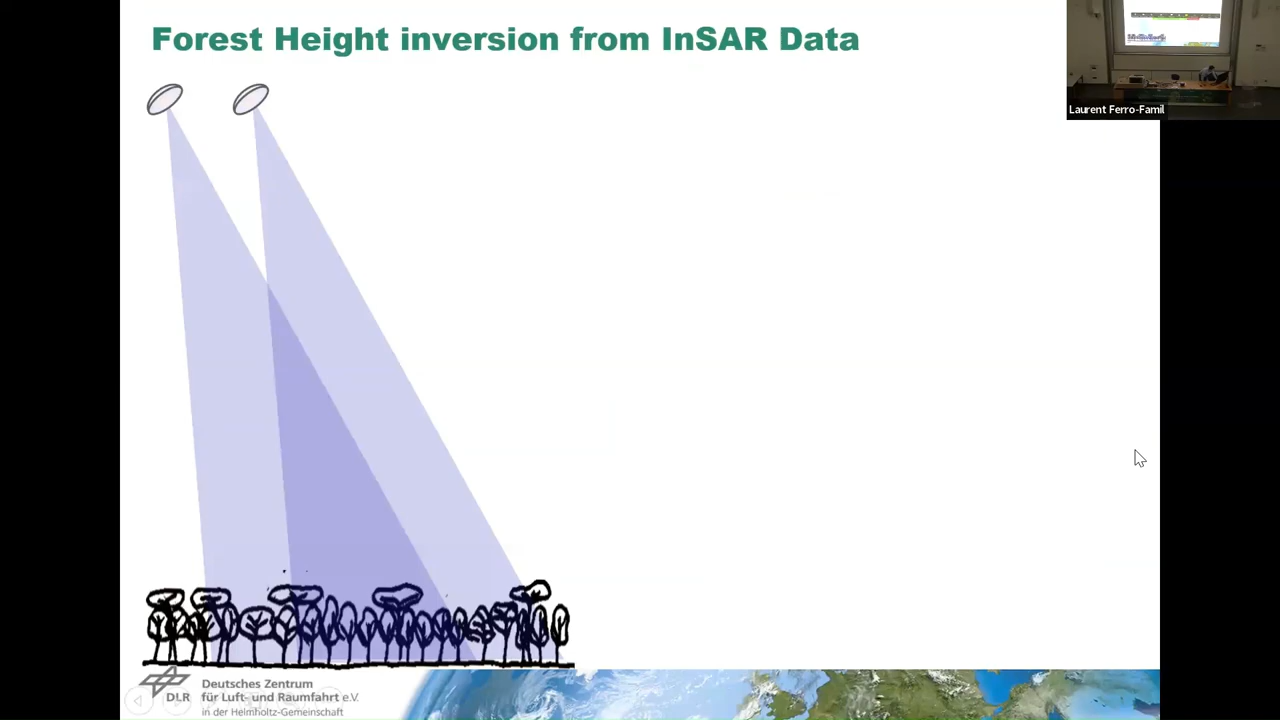 Forest Height inversion from InSAR Data
Laurent Ferro-Famil
DLR
Deutsches Zentrum
für Luft- und Raumfahrt e.V.
in der Helmholtz-Gemeinschaft